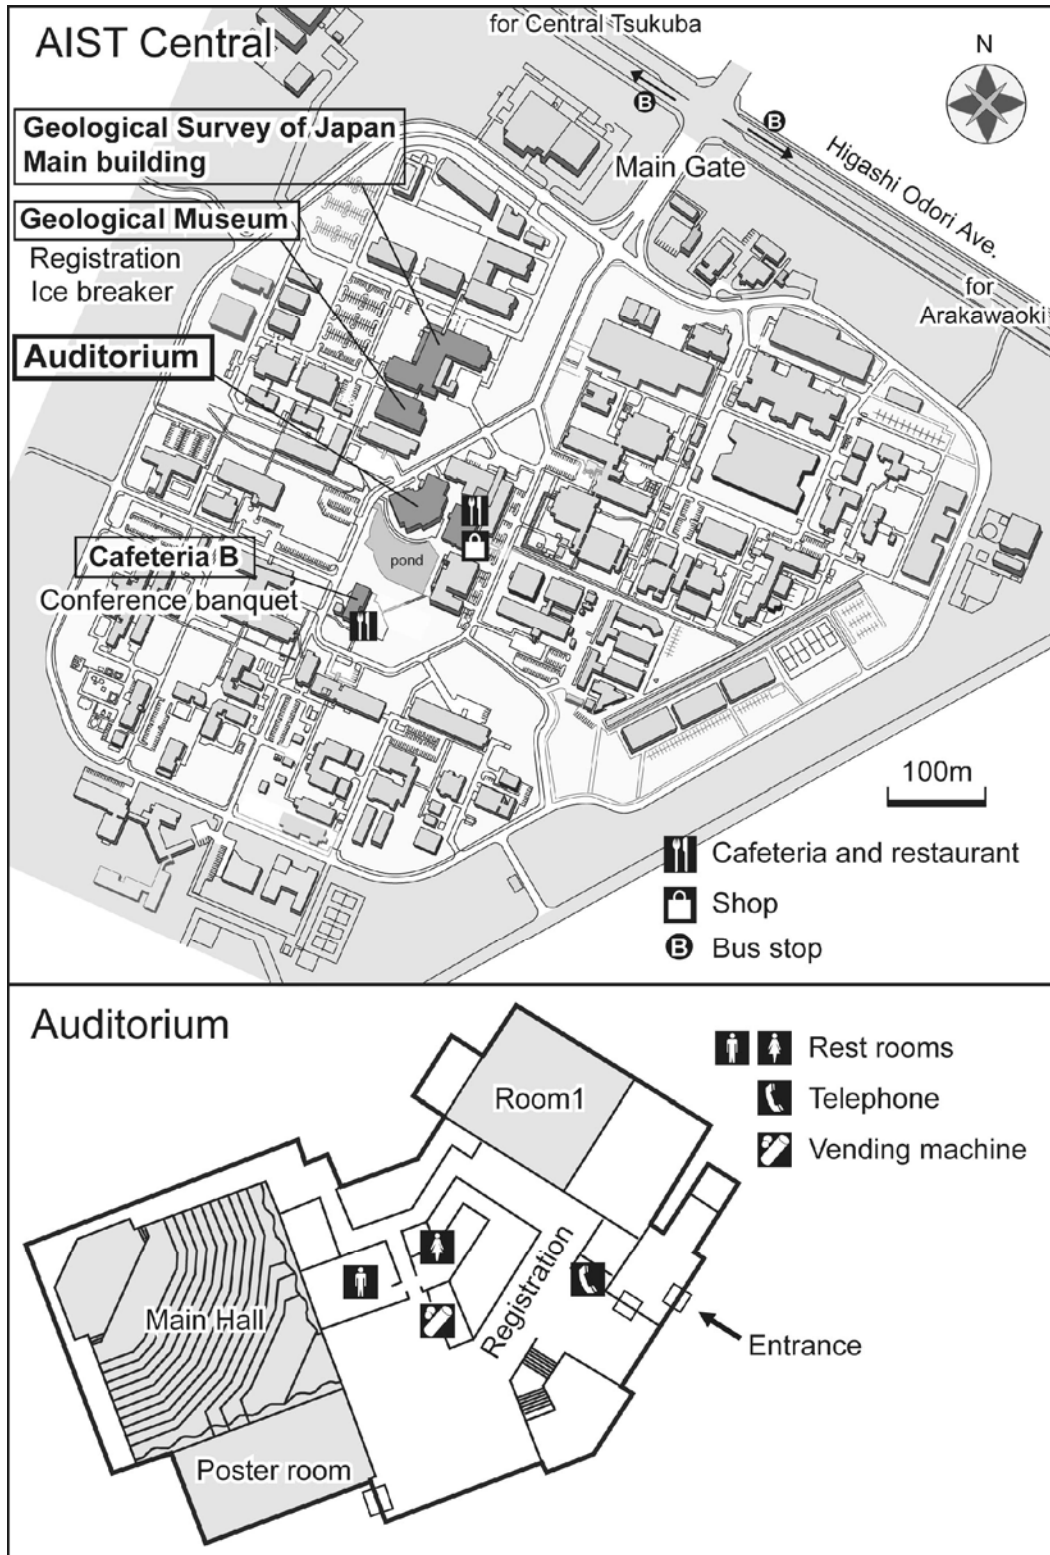 AIST Central
for Central Tsukuba
N
B
B
Geological Survey of Japan
Main building
Main Gate
Higashi Odori Ave.
Geological Museum
Registration
Ice breaker
for
Arakawaoki
Auditorium
pond
Cafeteria B
Conference banquet
100m
Cafeteria and restaurant
Shop
B Bus stop
Auditorium
Rest rooms
Telephone
Vending machine
Room1
Registration
Main Hall
Entrance
Poster room